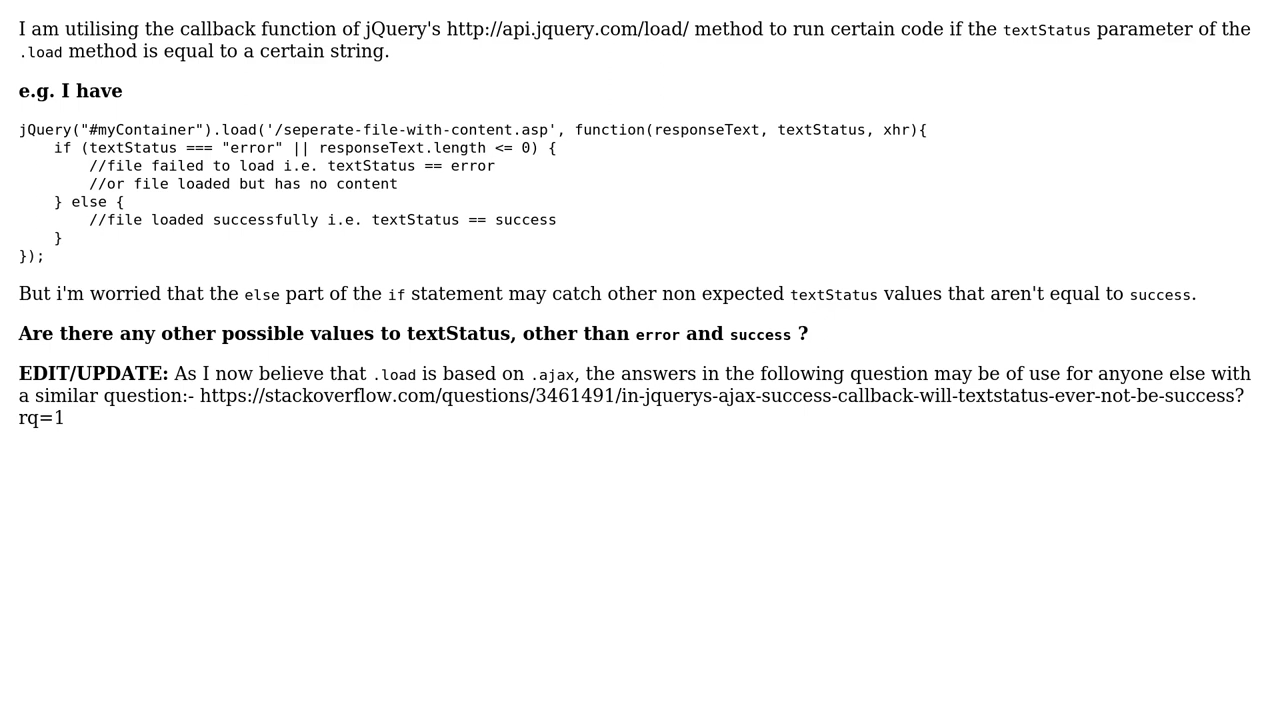 I am utilising the callback function of jQuery's http://api.jquery.com/load/ method to run certain code if the textStatus parameter of the
.load method is equal to a certain string.
e.g. I have
jQuery("#myContainer").load('/seperate-file-with-content.asp', function(responseText, textStatus, xhr){
    if (textStatus === "error" || responseText.length <= 0) {
        //file failed to load i.e. textStatus == error
        //or file loaded but has no content
    } else {
        //file loaded successfully i.e. textStatus == success
    }
});
But i'm worried that the else part of the if statement may catch other non expected textStatus values that aren't equal to success.
Are there any other possible values to textStatus, other than error and success ?
EDIT/UPDATE: As I now believe that .load is based on .ajax, the answers in the following question may be of use for anyone else with
a similar question:- https://stackoverflow.com/questions/3461491/in-jquerys-ajax-success-callback-will-textstatus-ever-not-be-success?
rq=1